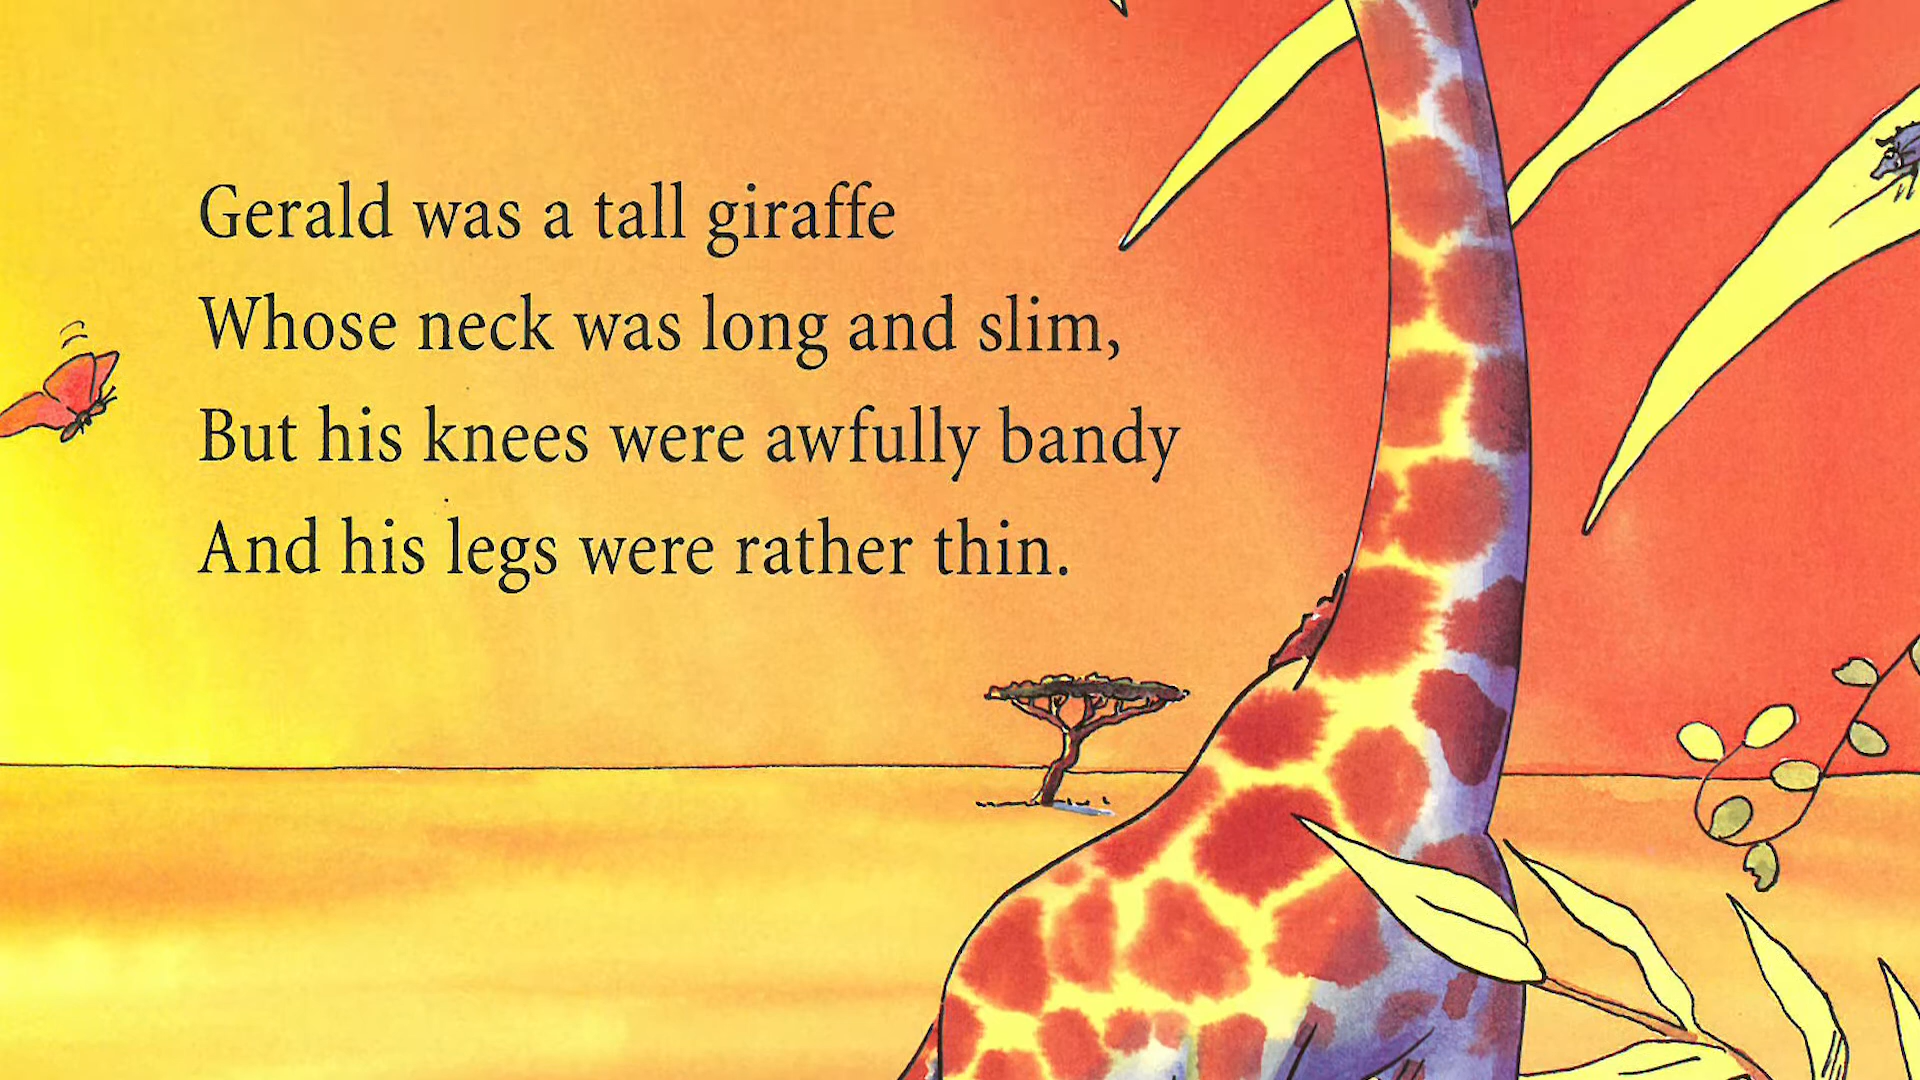 Gerald was a tall giraffe
Whose neck was long and slim,
But his knees were awfully bandy
And his legs were rather thin.